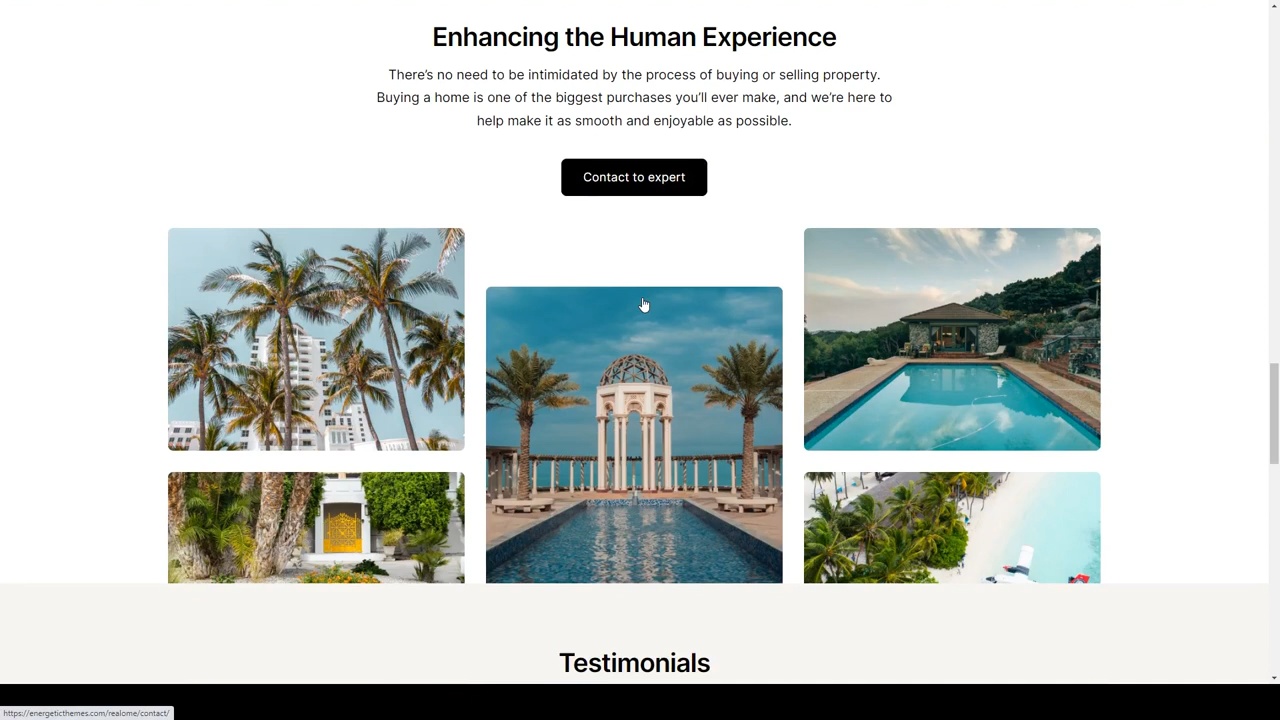 Enhancing the Human Experience
There’s no need to be intimidated by the process of buying or selling property.
Buying a home is one of the biggest purchases you’ll ever make, and we’re here to
help make it as smooth and enjoyable as possible.
Contact to expert
Testimonials
https://energeticthemes.com/realome/contact/